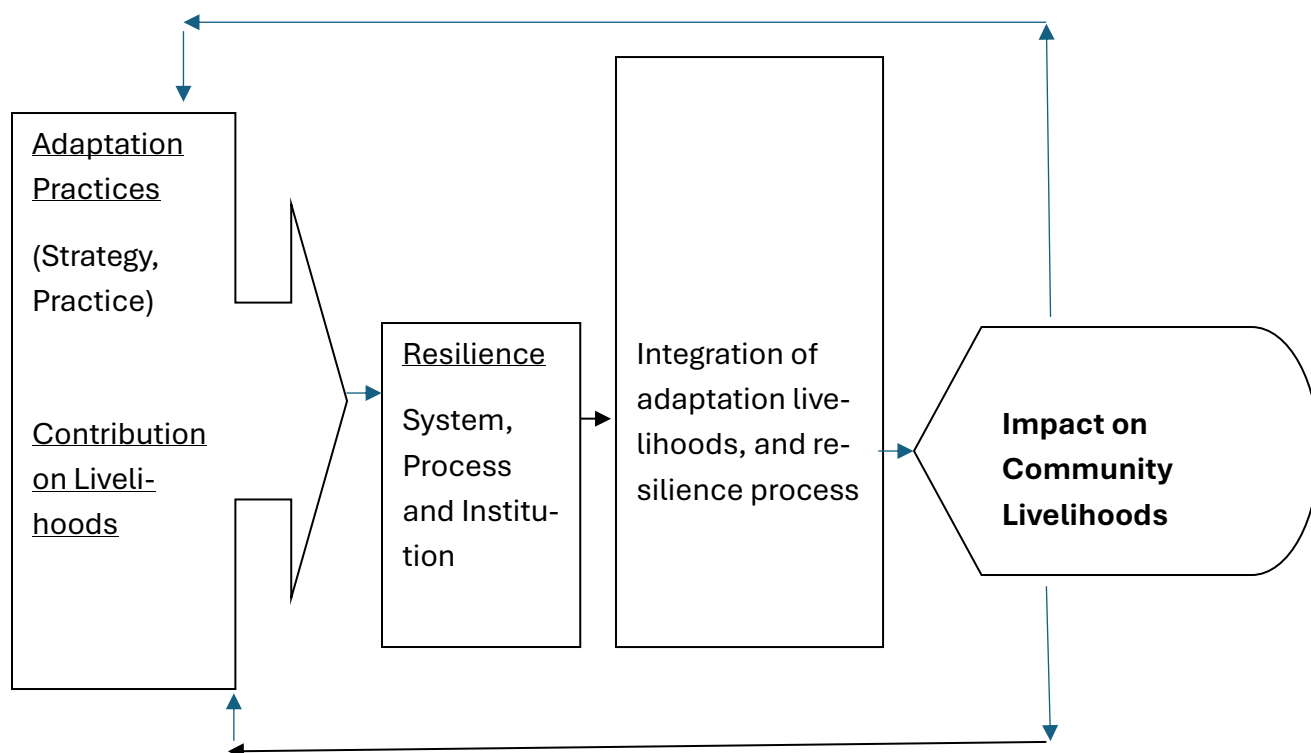 Adaptation
Practices
(Strategy,
Practice)
Contribution
on Liveli-
hoods
Resilience
System,
Process
and Institu-
tion
Integration of
adaptation live-
lihoods, and re-
silience process
Impact on
Community
Livelihoods